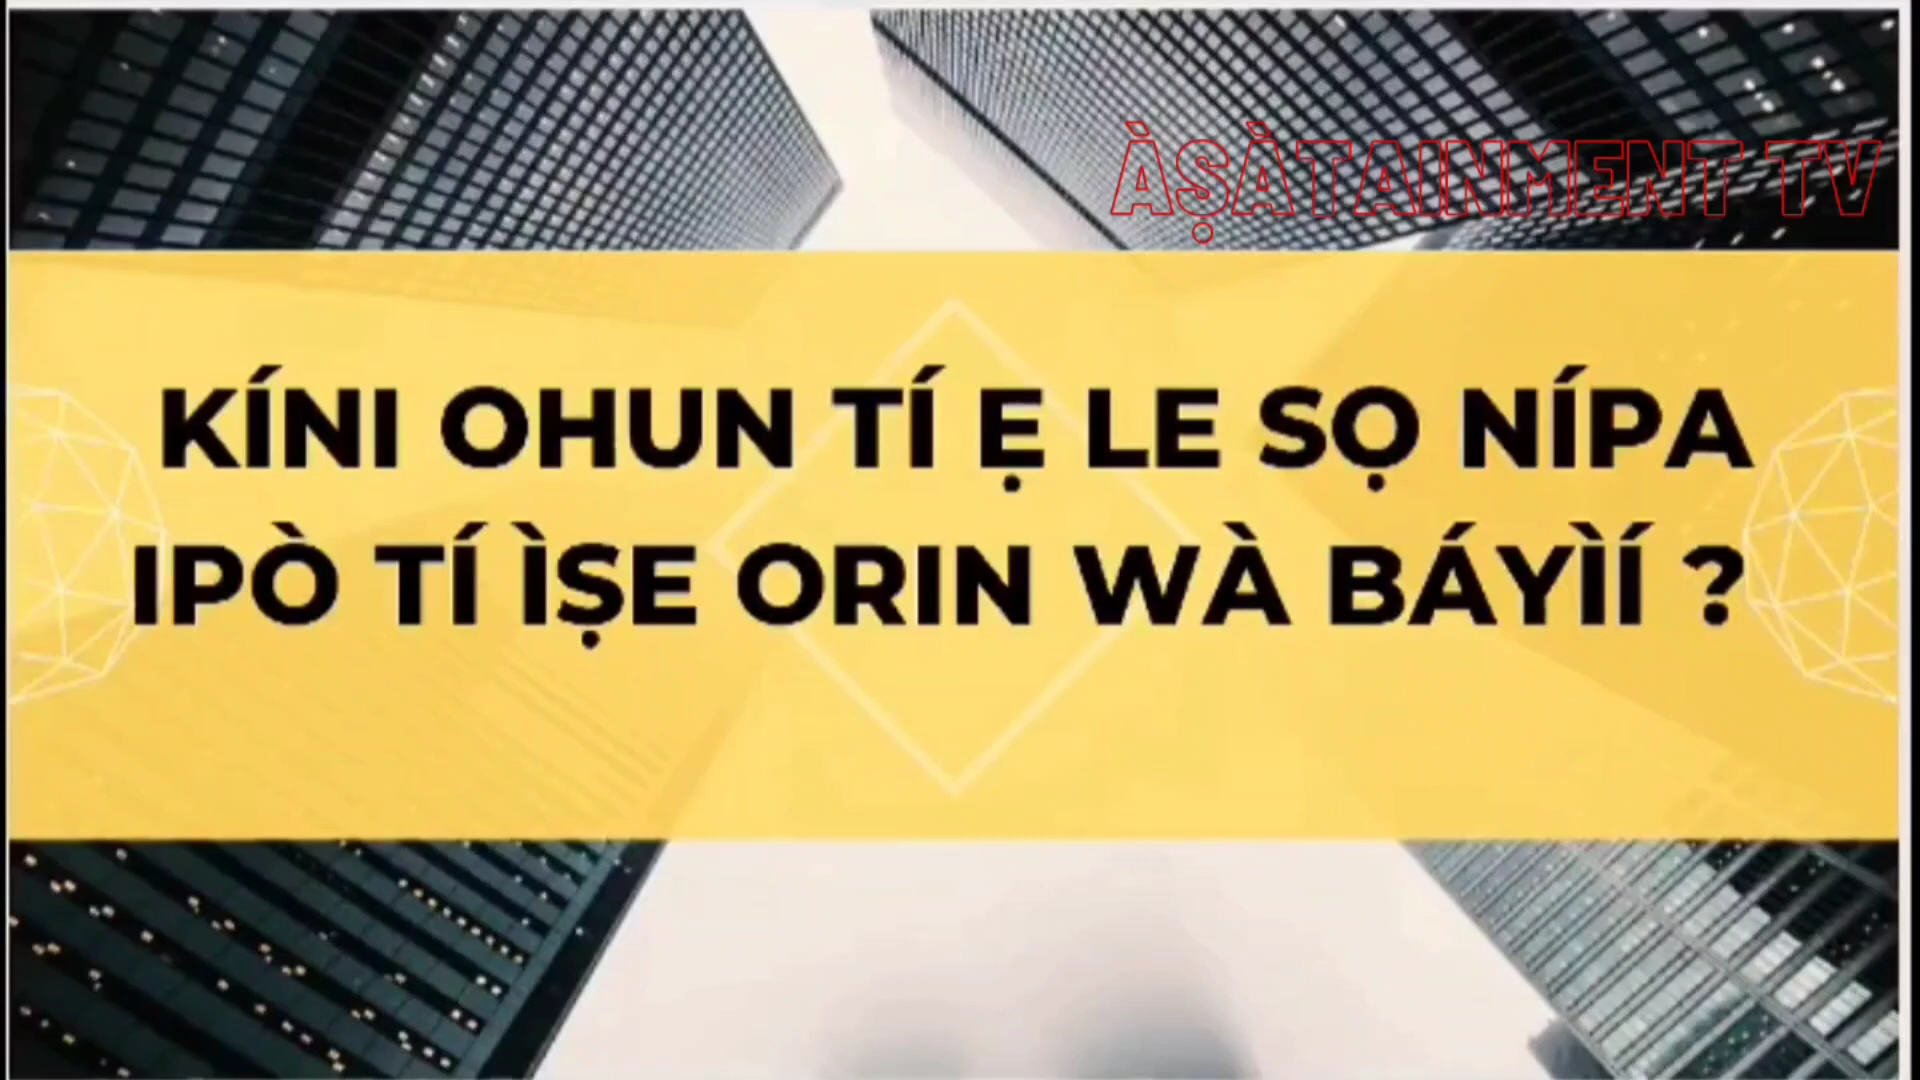 ÀṢÀTAINMENT TV
KÍNI OHUN TÍ Ẹ LE SỌ NÍPA
IPÒ TÍ ÌṢE ORIN WÀ BÁYÌÍ ?